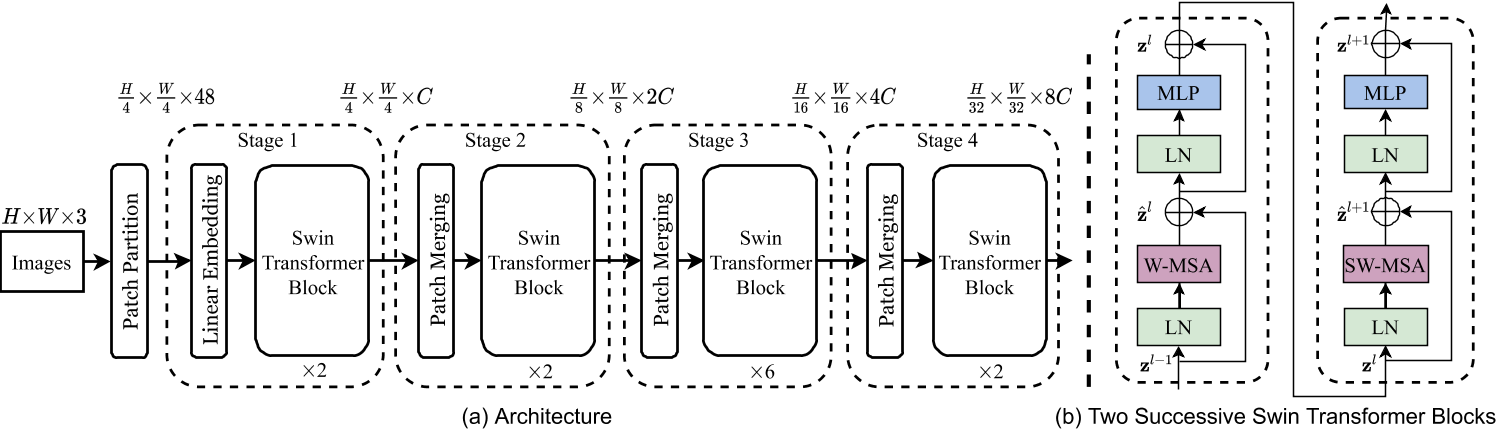 H×W×3
Images
H/4 × W/4 × 48
Patch Partition
H/4 × W/4 × C
Stage 1
Linear Embedding
Swin
Transformer
Block
×2
H/8 × W/8 × 2C
Stage 2
Patch Merging
Swin
Transformer
Block
×2
H/16 × W/16 × 4C
Stage 3
Patch Merging
Swin
Transformer
Block
×6
H/32 × W/32 × 8C
Stage 4
Patch Merging
Swin
Transformer
Block
×2
(a) Architecture
z^l
MLP
LN
ẑ^l
W-MSA
LN
z^{l-1}
z^{l+1}
MLP
LN
ẑ^{l+1}
SW-MSA
LN
z^l
(b) Two Successive Swin Transformer Blocks